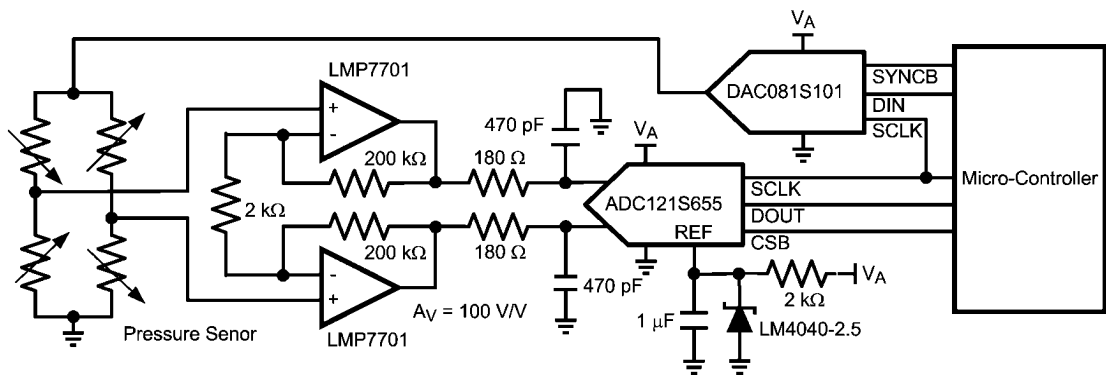 V_A
LMP7701
DAC081S101
SYNCB
DIN
SCLK
+
-
470 pF
V_A
200 kΩ
180 Ω
2 kΩ
ADC121S655
REF
SCLK
DOUT
CSB
Micro-Controller
200 kΩ
180 Ω
-
+
470 pF
2 kΩ
V_A
A_V = 100 V/V
1 µF
LM4040-2.5
Pressure Senor
LMP7701